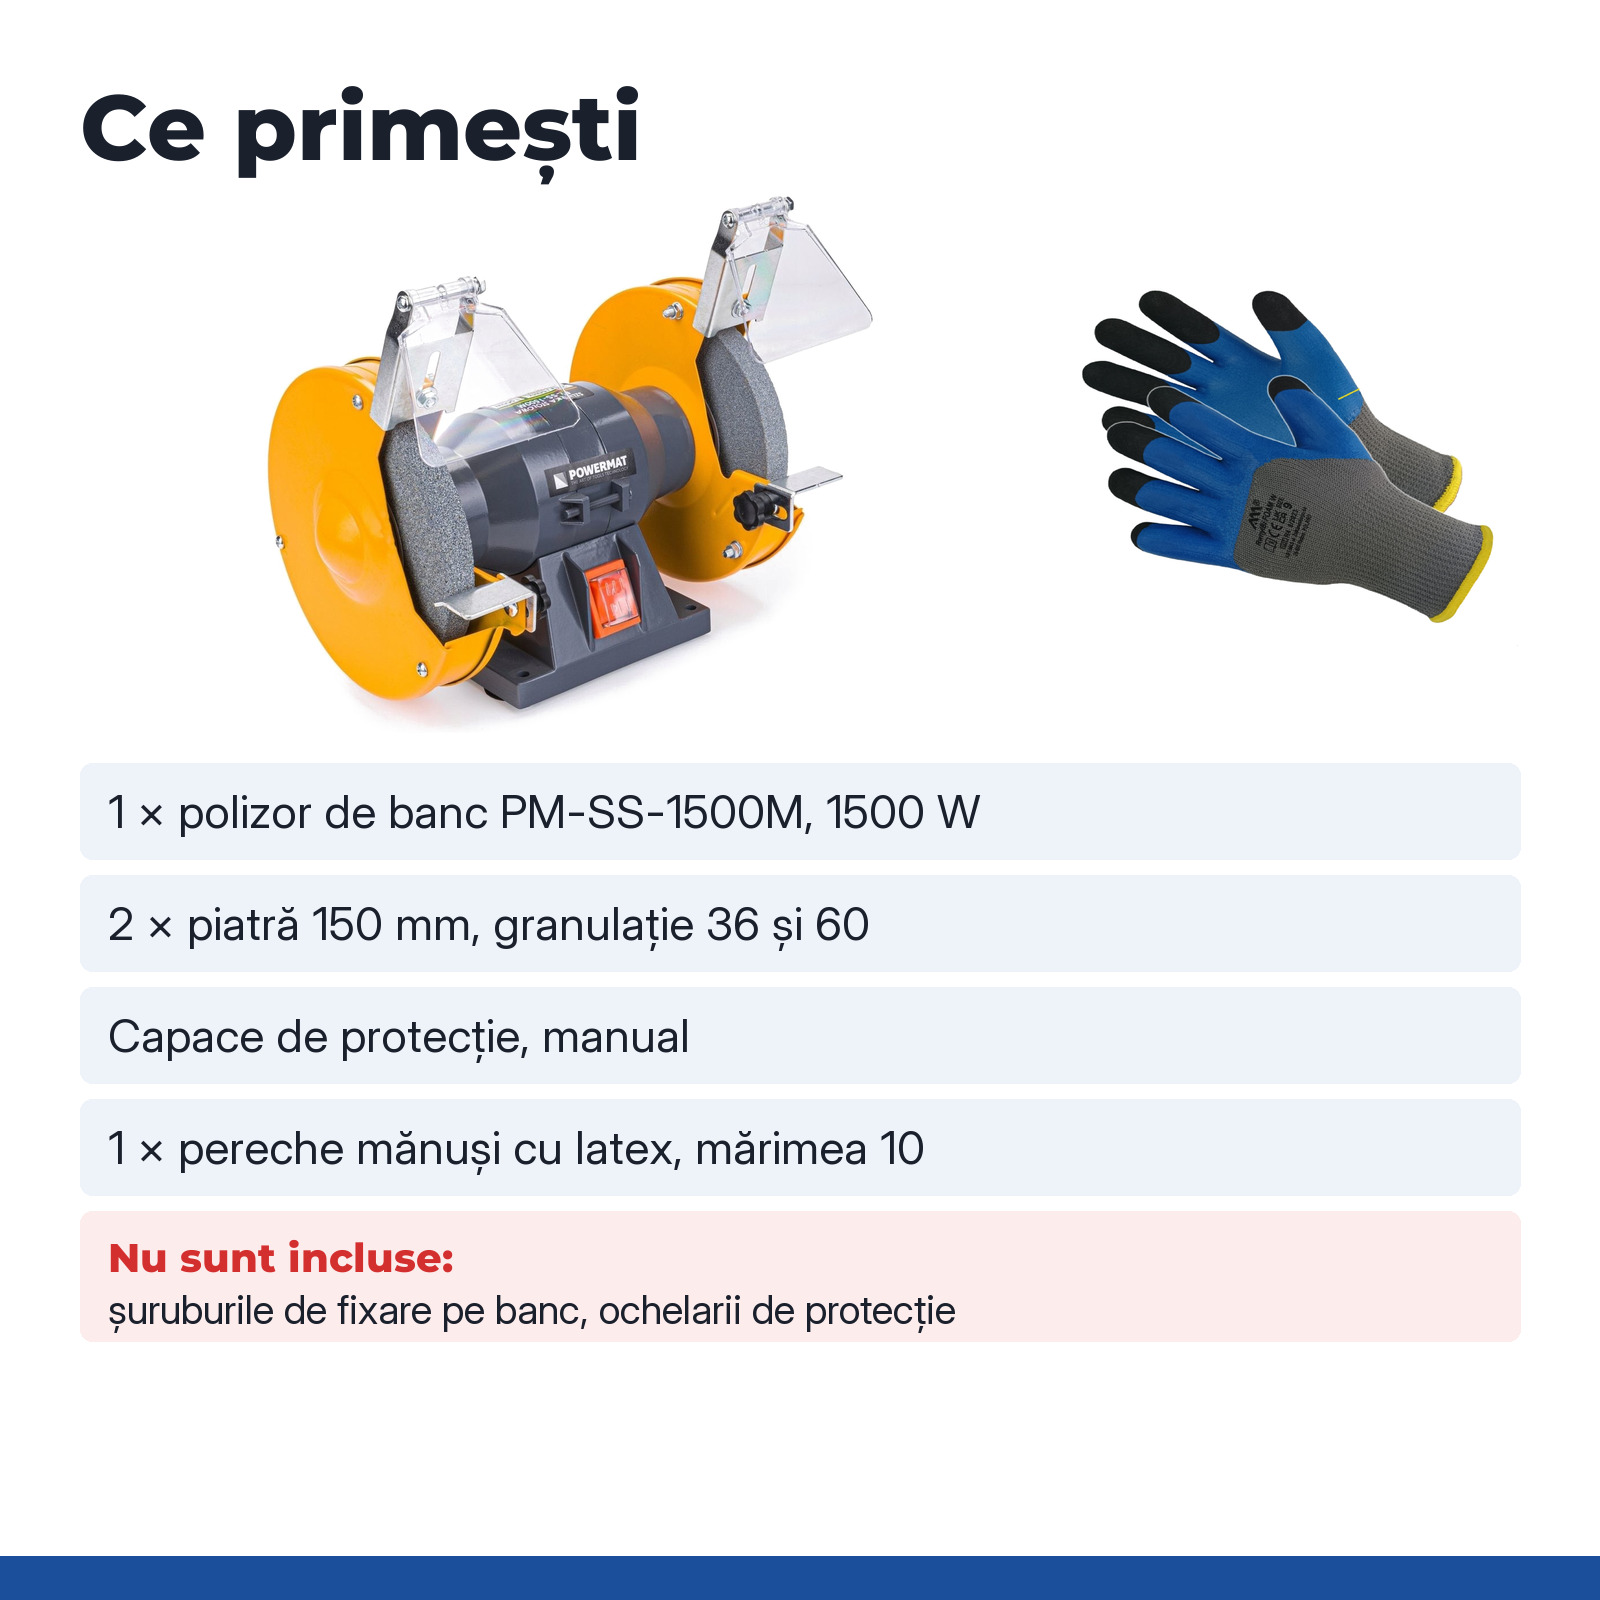 Ce primești
POWERMAT
1 × polizor de banc PM-SS-1500M, 1500 W
2 × piatră 150 mm, granulație 36 și 60
Capace de protecție, manual
1 × pereche mănuși cu latex, mărimea 10
Nu sunt incluse:
șuruburile de fixare pe banc, ochelarii de protecție